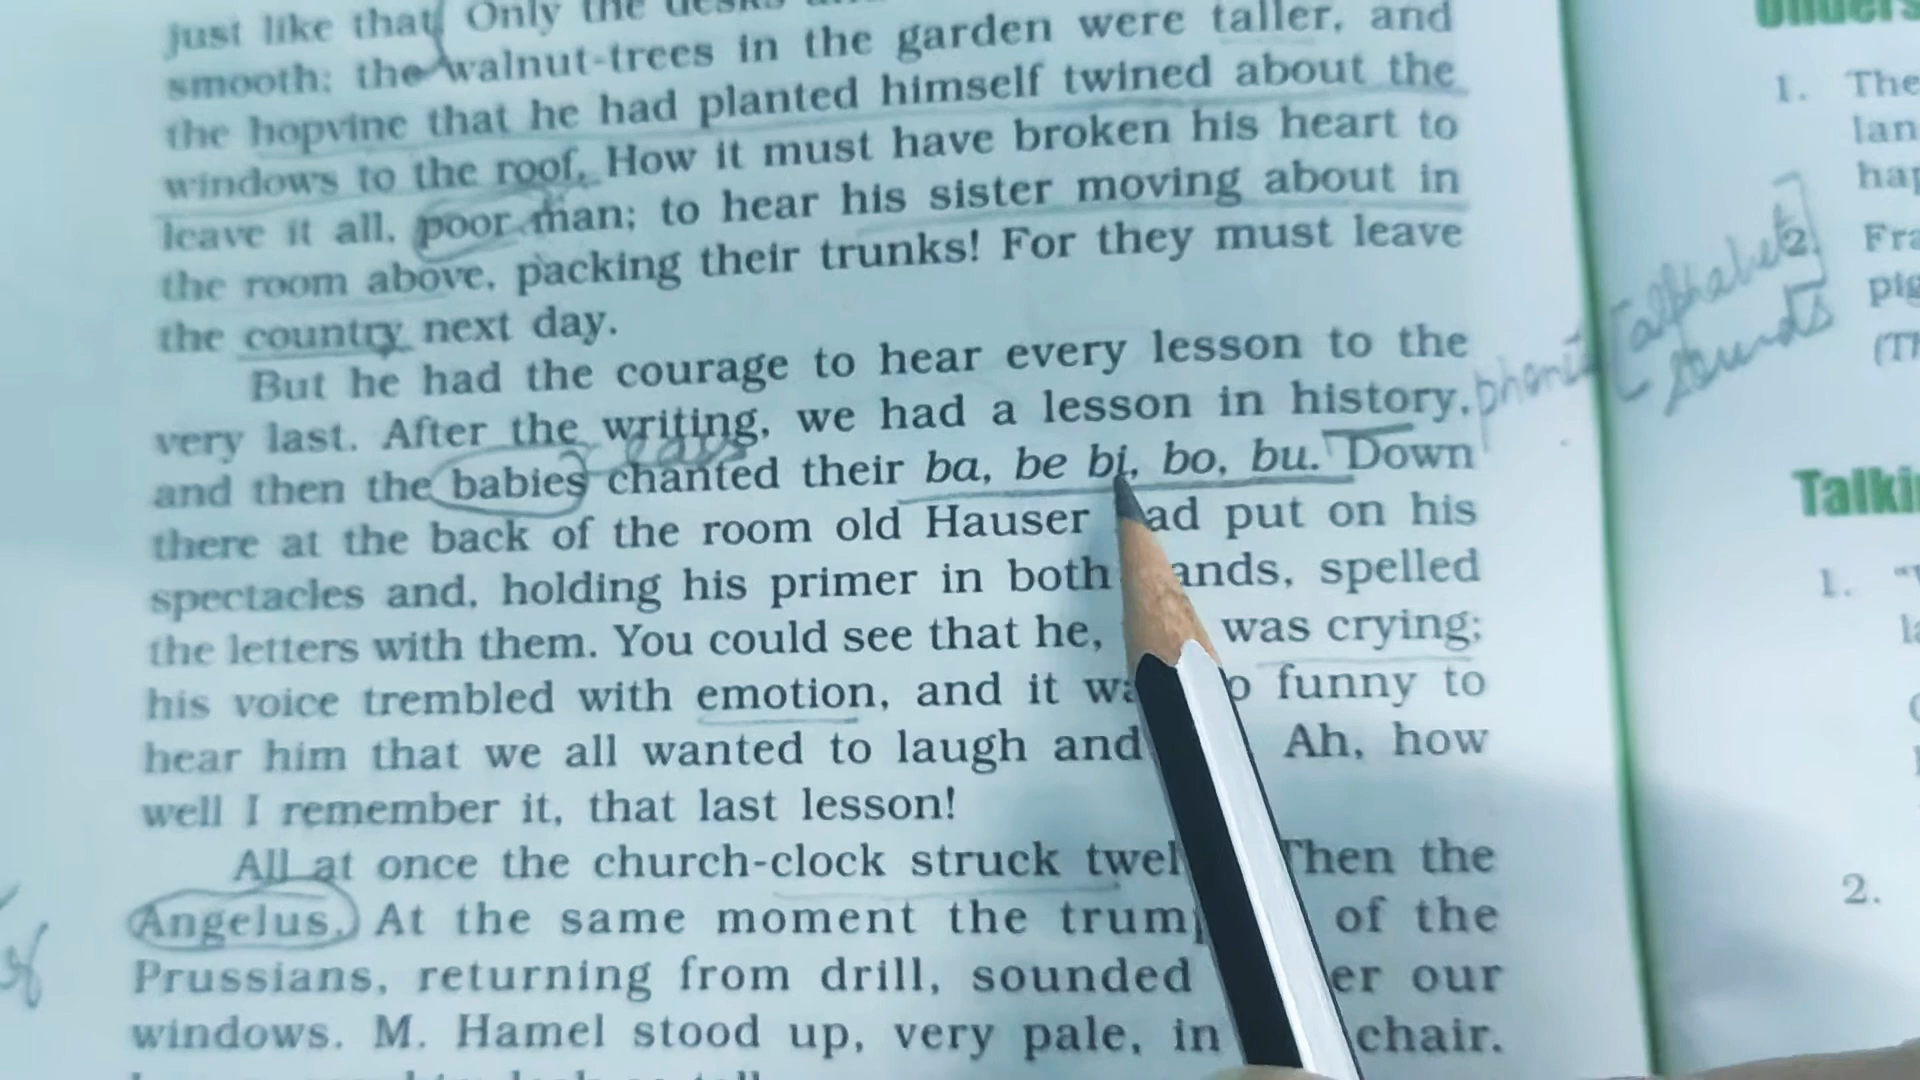 just like that. Only the desks
smooth; the walnut-trees in the garden were taller, and
the hopvine that he had planted himself twined about the
windows to the roof. How it must have broken his heart to
leave it all, poor man; to hear his sister moving about in
the room above, packing their trunks! For they must leave
the country next day.
But he had the courage to hear every lesson to the
very last. After the writing, we had a lesson in history,
and then the babies chanted their ba, be bi, bo, bu. Down
there at the back of the room old Hauser had put on his
spectacles and, holding his primer in both hands, spelled
the letters with them. You could see that he, was crying;
his voice trembled with emotion, and it was so funny to
hear him that we all wanted to laugh and Ah, how
well I remember it, that last lesson!
All at once the church-clock struck twel Then the
Angelus. At the same moment the trum of the
Prussians, returning from drill, sounded er our
windows. M. Hamel stood up, very pale, in chair.
alphabet
sounds
of
1. The
lan
hap
2. Fra
pig
(Th
Talki
1.
la
2.